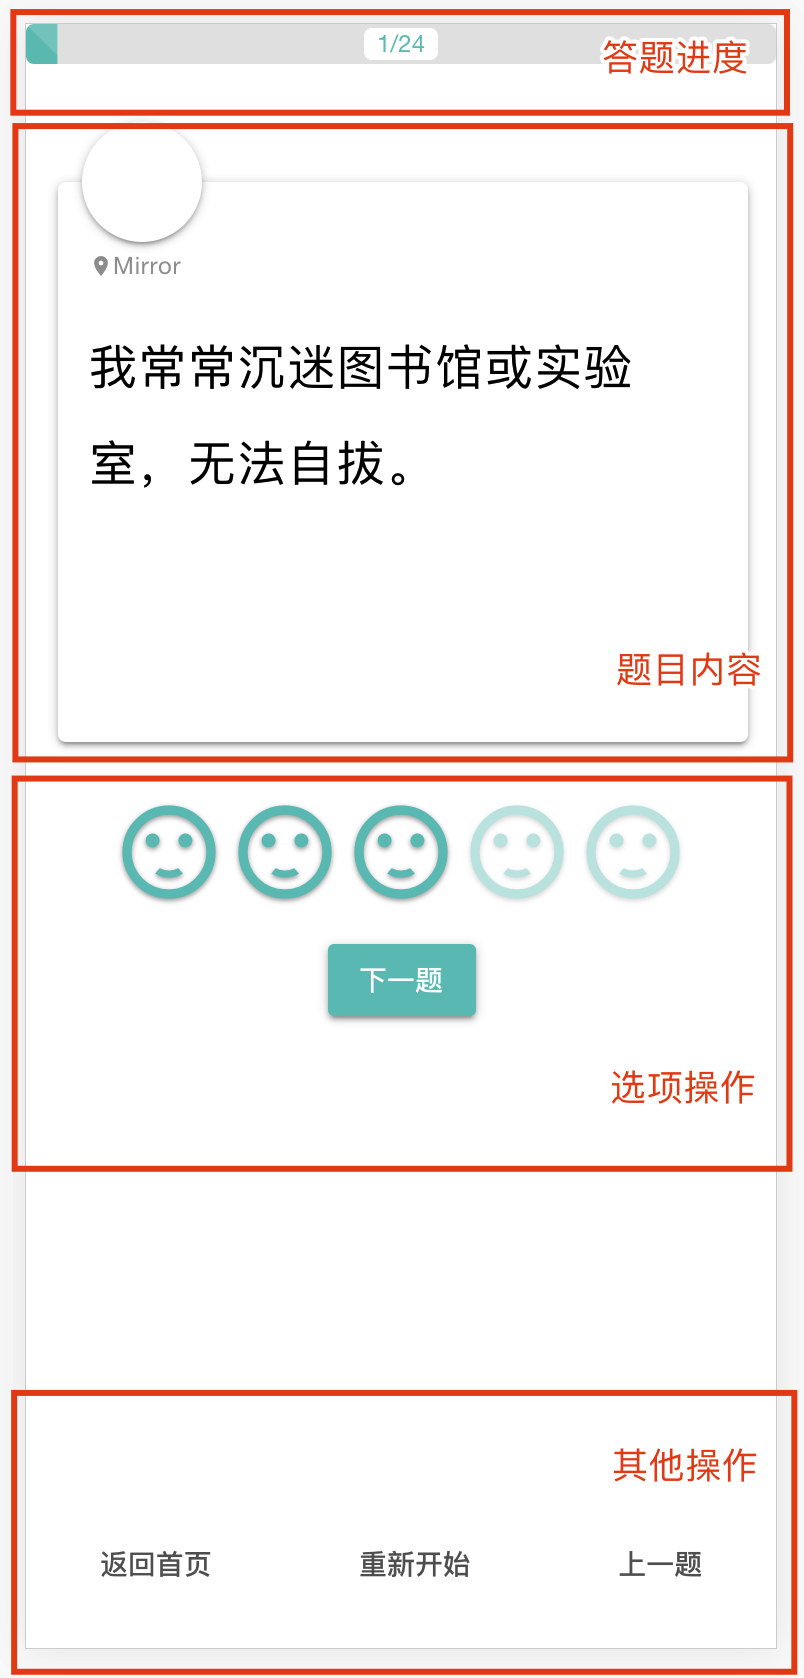 1/24
答题进度
Mirror
我常常沉迷图书馆或实验
室，无法自拔。
题目内容
下一题
选项操作
其他操作
返回首页
重新开始
上一题